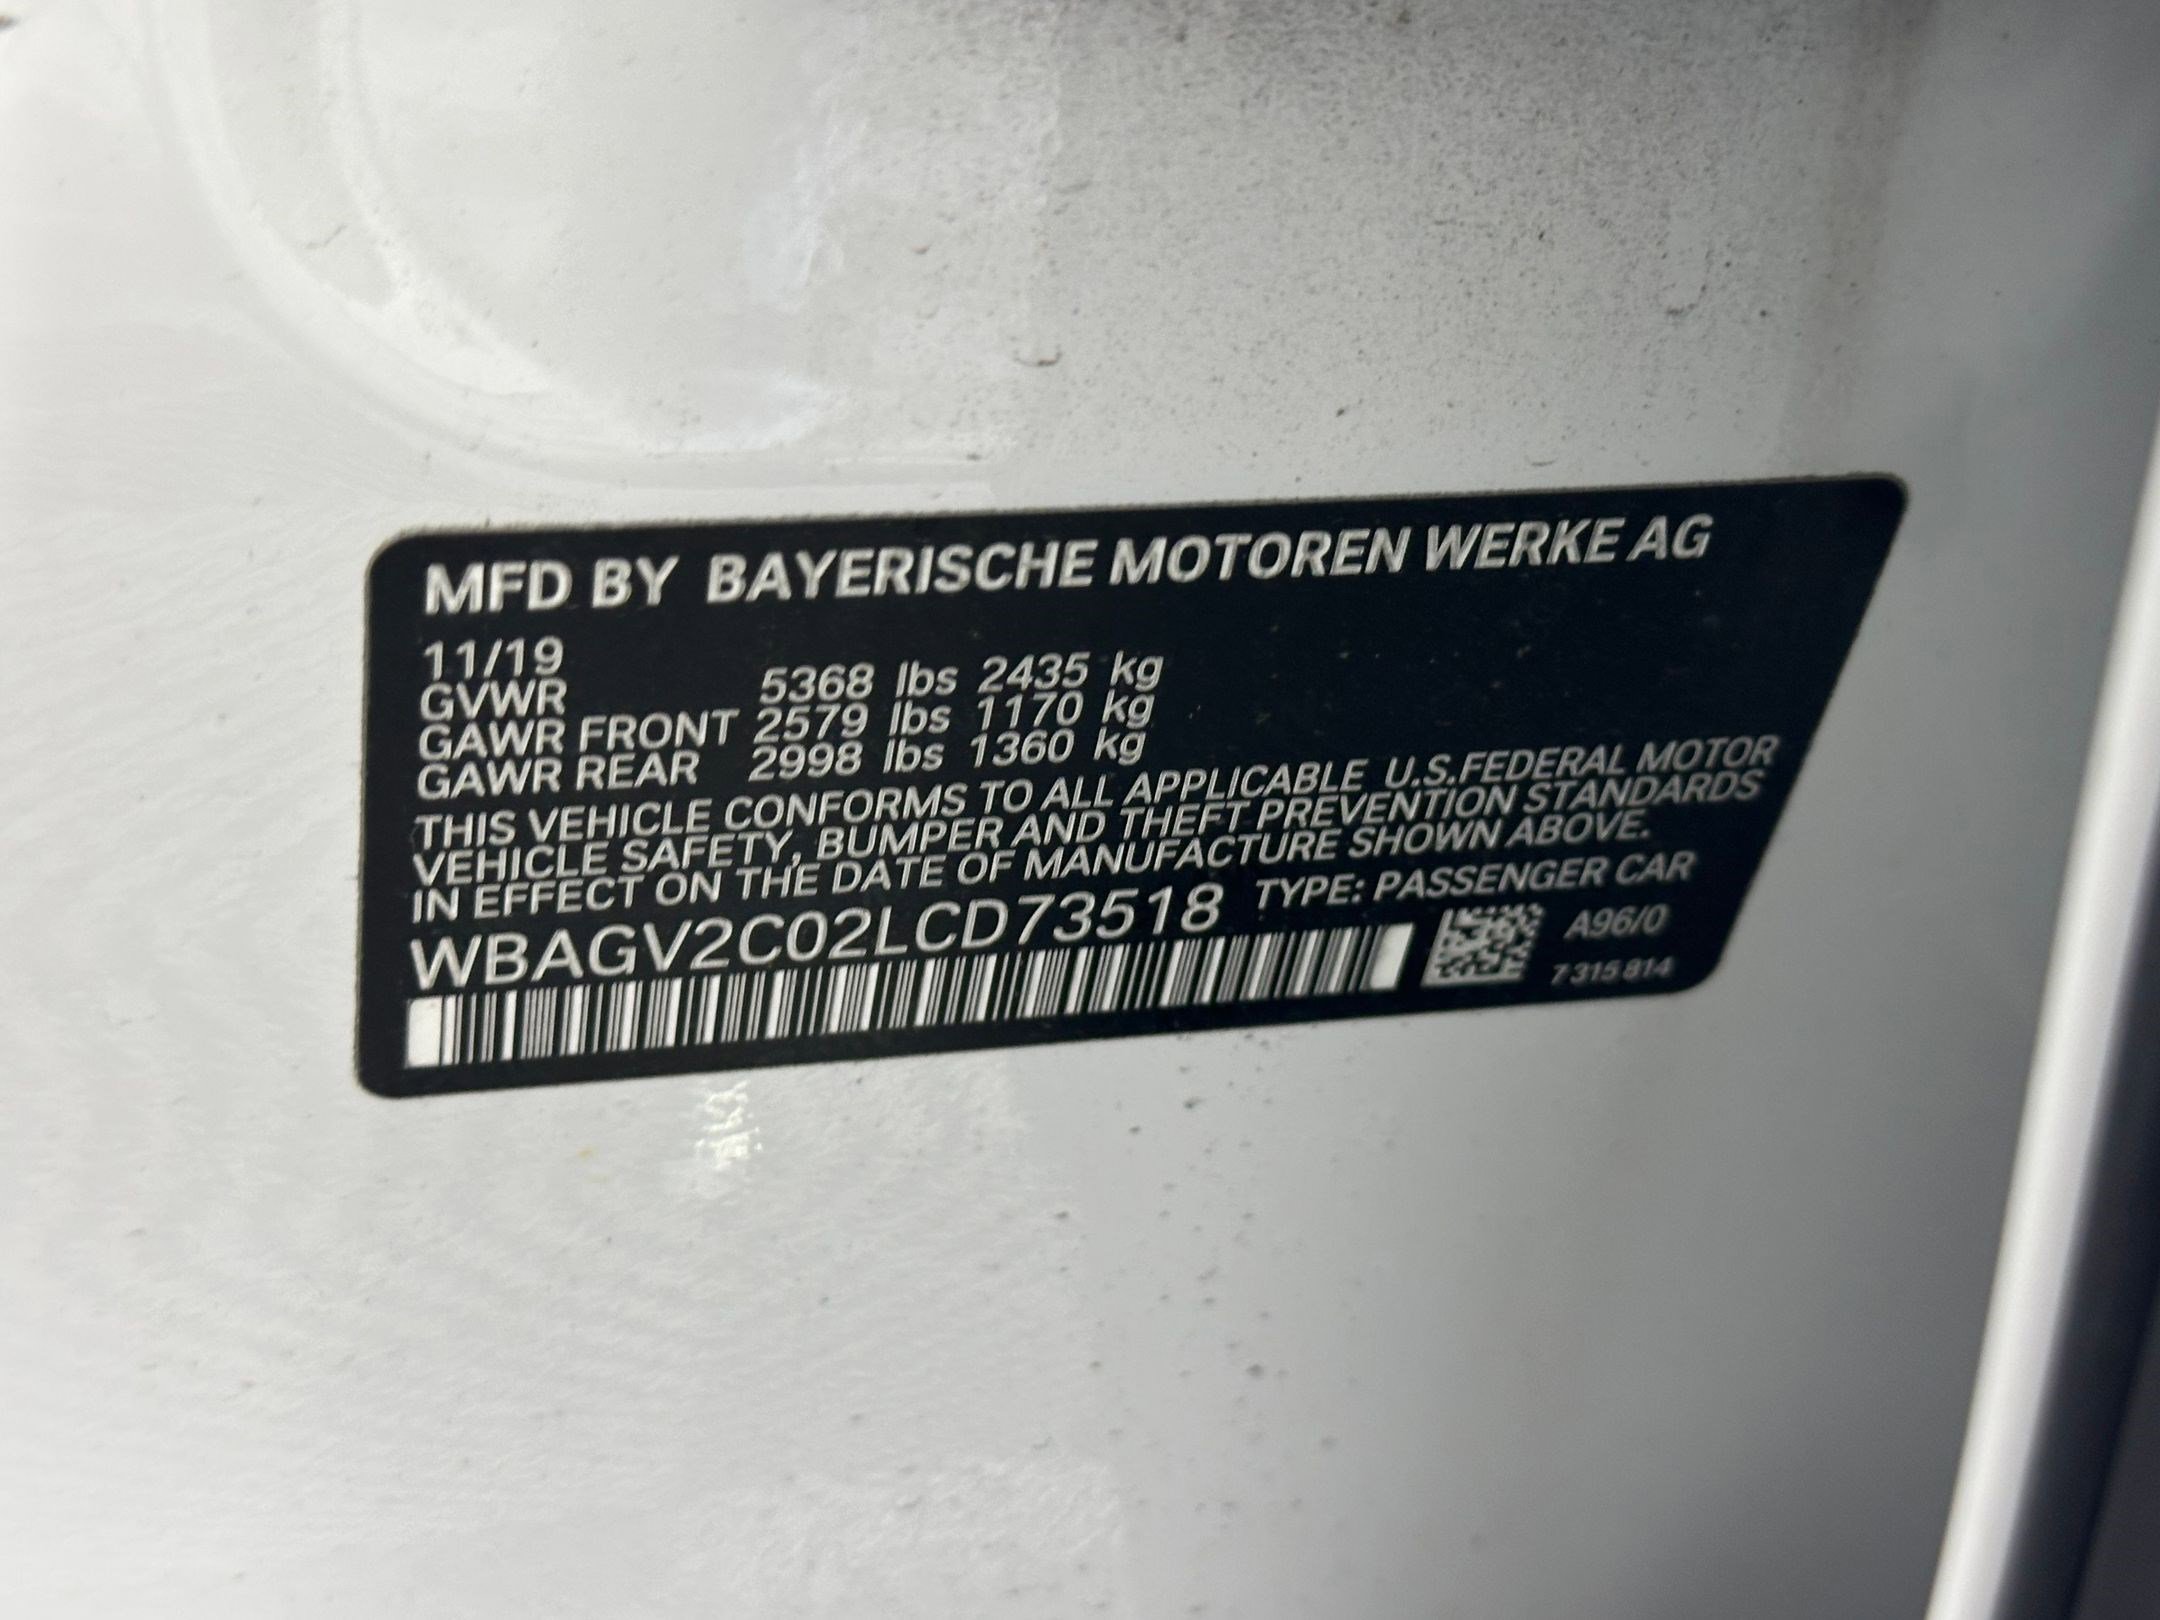 MFD BY BAYERISCHE MOTOREN WERKE AG
11/19
GVWR 5368 lbs 2435 kg
GAWR FRONT 2579 lbs 1170 kg
GAWR REAR 2998 lbs 1360 kg
THIS VEHICLE CONFORMS TO ALL APPLICABLE U.S.FEDERAL MOTOR
VEHICLE SAFETY, BUMPER AND THEFT PREVENTION STANDARDS
IN EFFECT ON THE DATE OF MANUFACTURE SHOWN ABOVE.
WBAGV2C02LCD73518 TYPE: PASSENGER CAR
A96/0
7 315 814